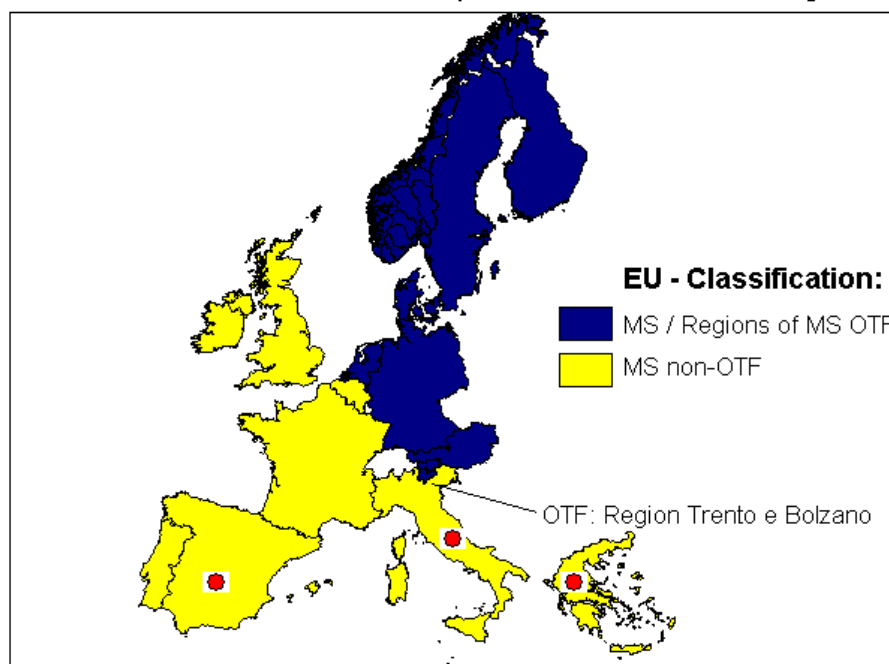 EU - Classification:
MS / Regions of MS OTF
MS non-OTF
OTF: Region Trento e Bolzano